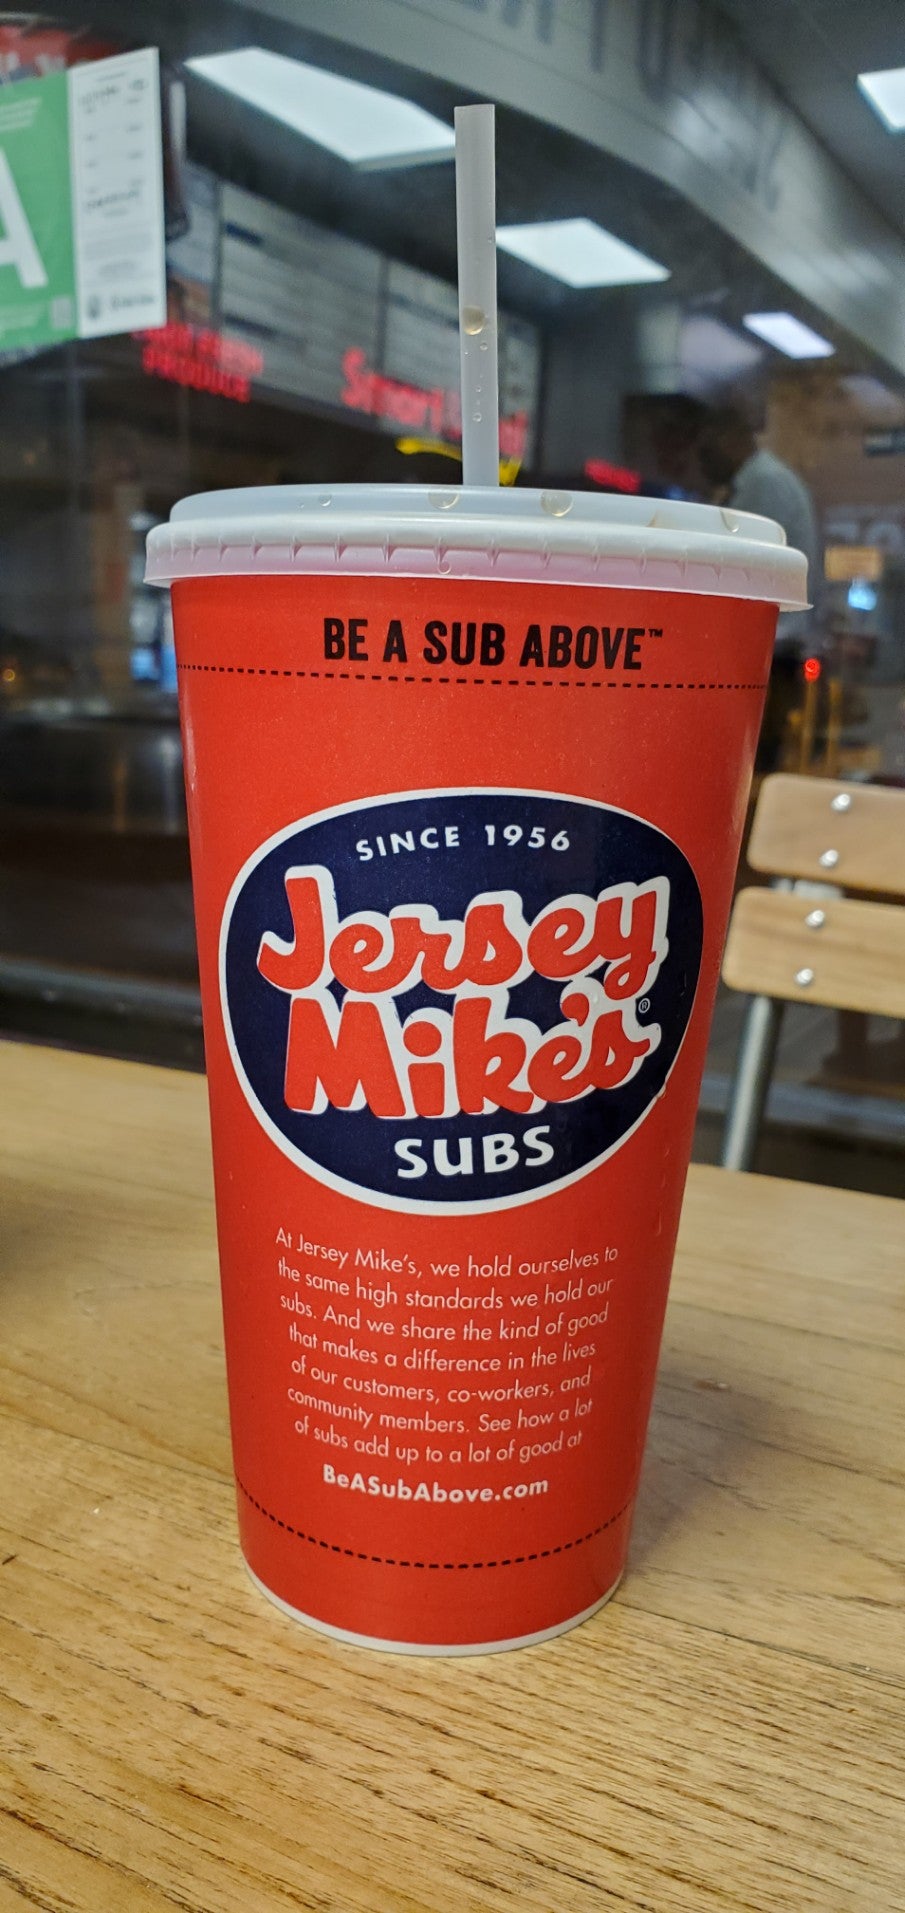 A
PRODUCE
BE A SUB ABOVE™
SINCE 1956
Jersey
Mike's®
SUBS
At Jersey Mike's, we hold ourselves to
the same high standards we hold our
subs. And we share the kind of good
that makes a difference in the lives
of our customers, co-workers, and
community members. See how a lot
of subs add up to a lot of good at
BeASubAbove.com